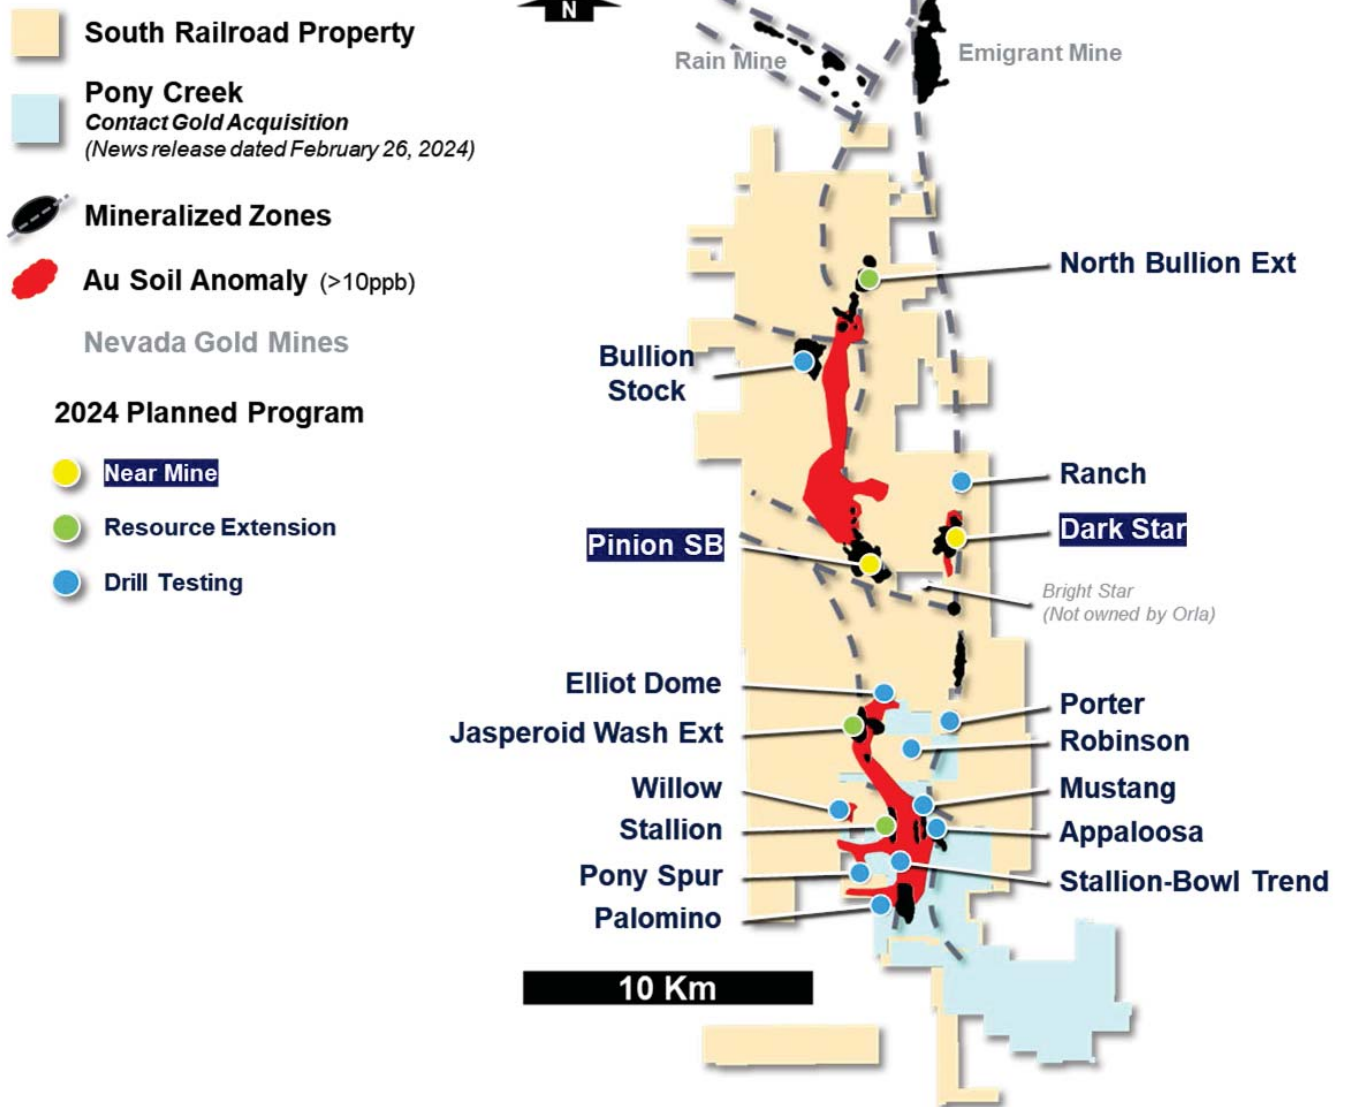 N
South Railroad Property
Pony Creek
Contact Gold Acquisition
(News release dated February 26, 2024)
Mineralized Zones
Au Soil Anomaly (>10ppb)
Nevada Gold Mines
2024 Planned Program
Near Mine
Resource Extension
Drill Testing
Rain Mine
Emigrant Mine
North Bullion Ext
Bullion
Stock
Ranch
Pinion SB
Dark Star
Bright Star
(Not owned by Orla)
Elliot Dome
Porter
Jasperoid Wash Ext
Robinson
Willow
Mustang
Stallion
Appaloosa
Pony Spur
Stallion-Bowl Trend
Palomino
10 Km